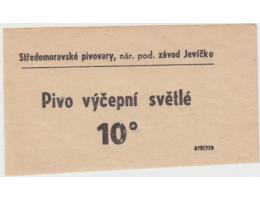 Středomoravské pivovary, nár. pod. závod Jevíčko
Pivo výčepní světlé
10°